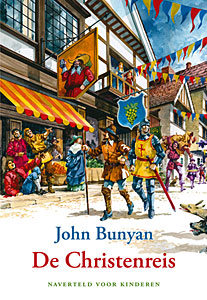 John Bunyan
De Christenreis
NAVERTELD VOOR KINDEREN